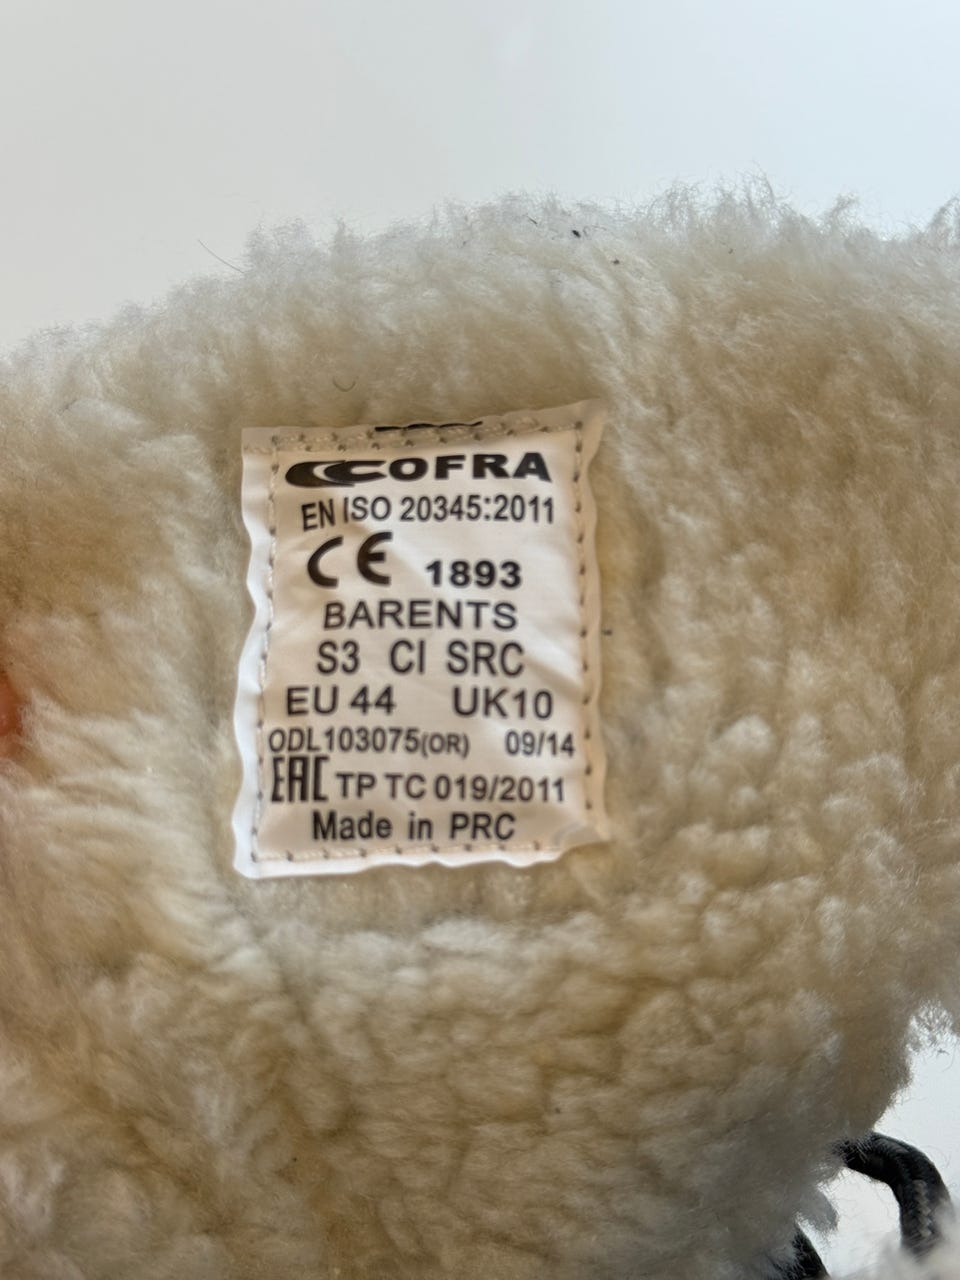 COFRA
EN ISO 20345:2011
CE 1893
BARENTS
S3 CI SRC
EU 44 UK10
ODL103075(OR) 09/14
EAC TP TC 019/2011
Made in PRC